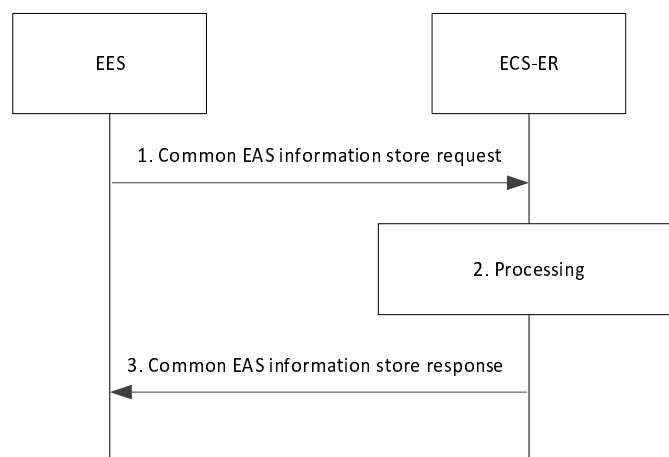 EES
ECS-ER
1. Common EAS information store request
2. Processing
3. Common EAS information store response